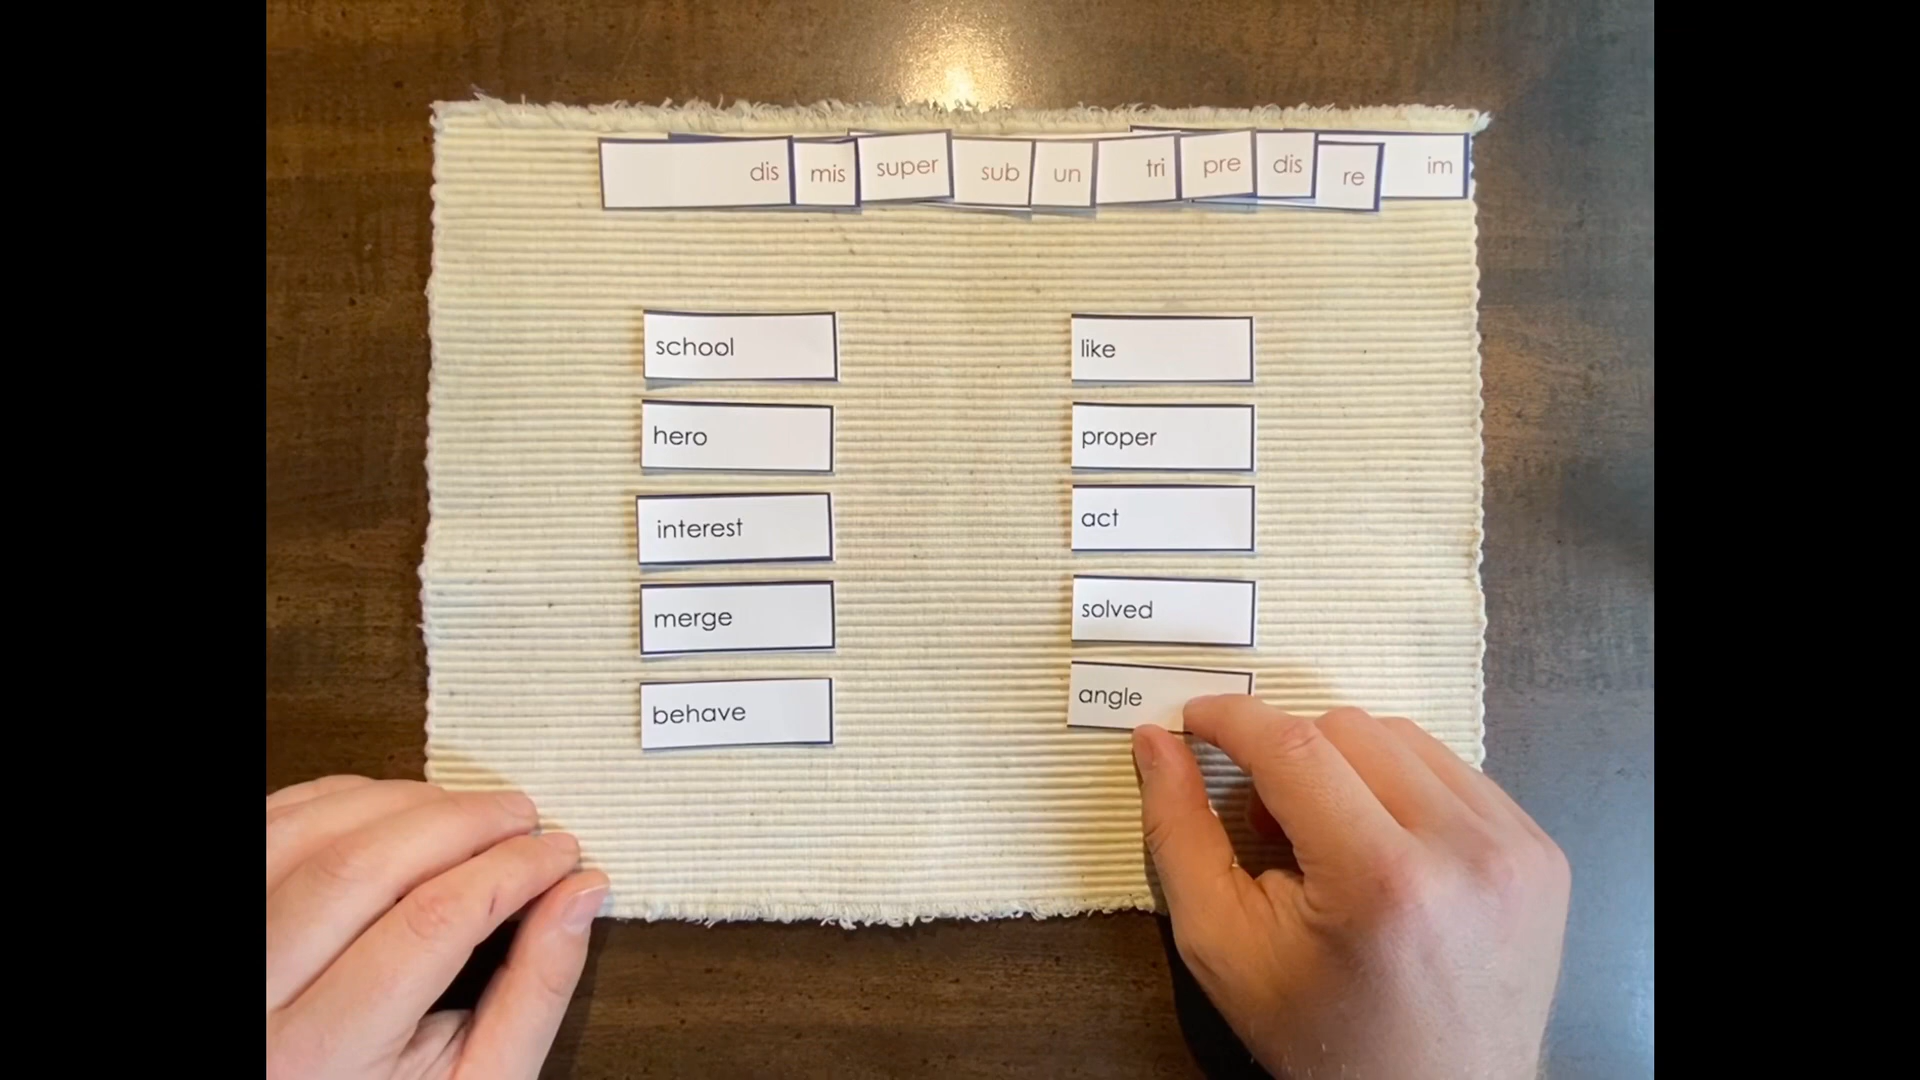 dis mis super sub un tri pre dis re im
school
hero
interest
merge
behave
like
proper
act
solved
angle